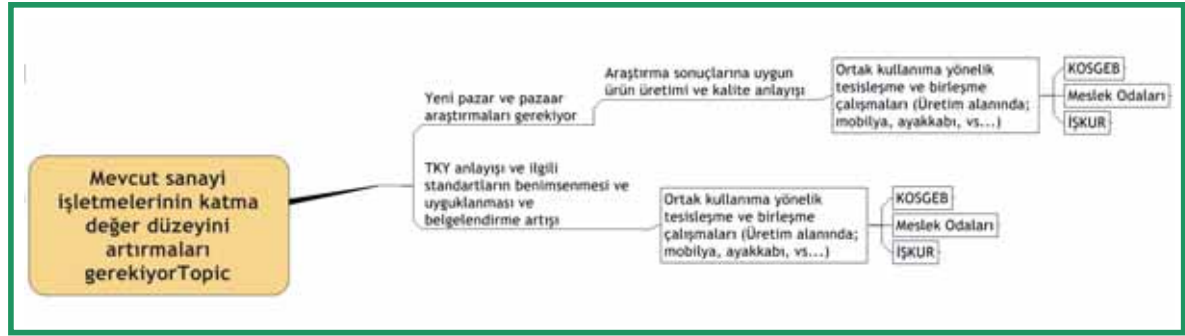 Mevcut sanayi
işletmelerinin katma
değer düzeyini
artırmaları
gerekiyorTopic
Yeni pazar ve pazaar
araştırmaları gerekiyor
Araştırma sonuçlarına uygun
ürün üretimi ve kalite anlayışı
Ortak kullanıma yönelik
tesisleşme ve birleşme
çalışmaları (Üretim alanında;
mobilya, ayakkabı, vs...)
KOSGEB
Meslek Odaları
İŞKUR
TKY anlayışı ve ilgili
standartların benimsenmesi ve
uyguklanması ve
belgelendirme artışı
Ortak kullanıma yönelik
tesisleşme ve birleşme
çalışmaları (Üretim alanında;
mobilya, ayakkabı, vs...)
KOSGEB
Meslek Odaları
İŞKUR